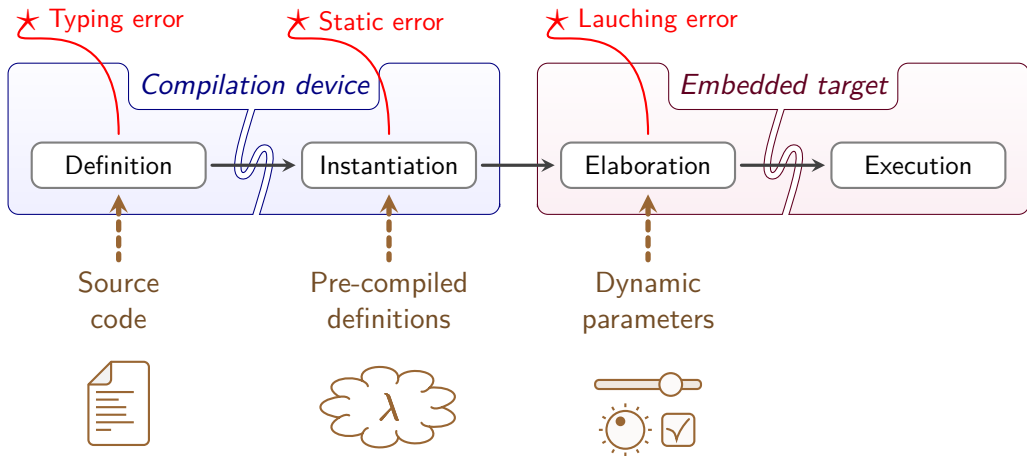 Typing error
Static error
Lauching error
Compilation device
Embedded target
Definition
Instantiation
Elaboration
Execution
Source
code
Pre-compiled
definitions
Dynamic
parameters
λ